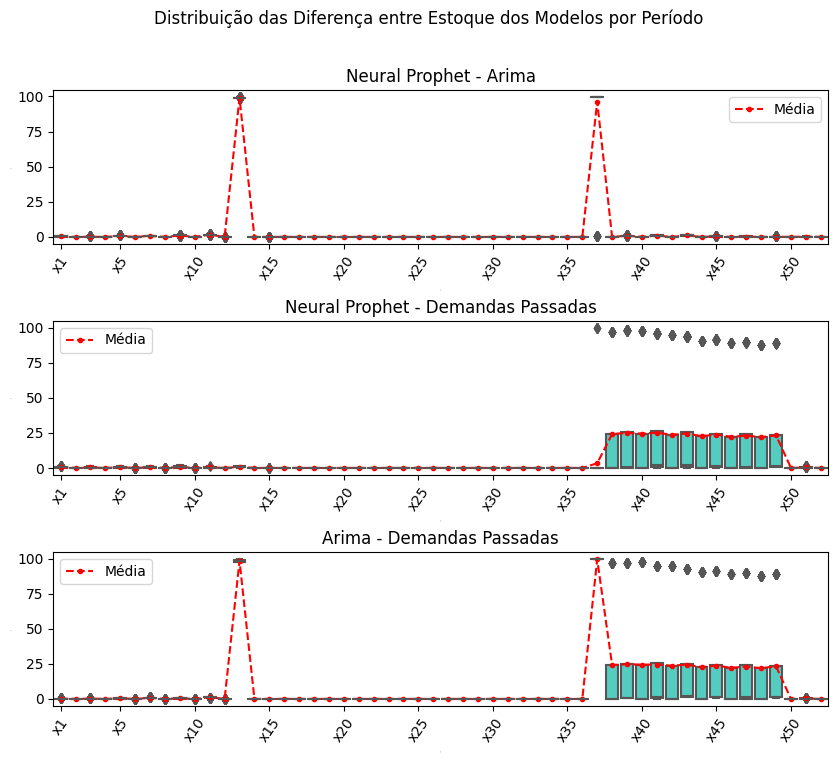 Distribuição das Diferença entre Estoque dos Modelos por Período
Neural Prophet - Arima
100
75
50
25
0
Média
x1
x5
x10
x15
x20
x25
x30
x35
x40
x45
x50
Neural Prophet - Demandas Passadas
100
75
50
25
0
Média
x1
x5
x10
x15
x20
x25
x30
x35
x40
x45
x50
Arima - Demandas Passadas
100
75
50
25
0
Média
x1
x5
x10
x15
x20
x25
x30
x35
x40
x45
x50